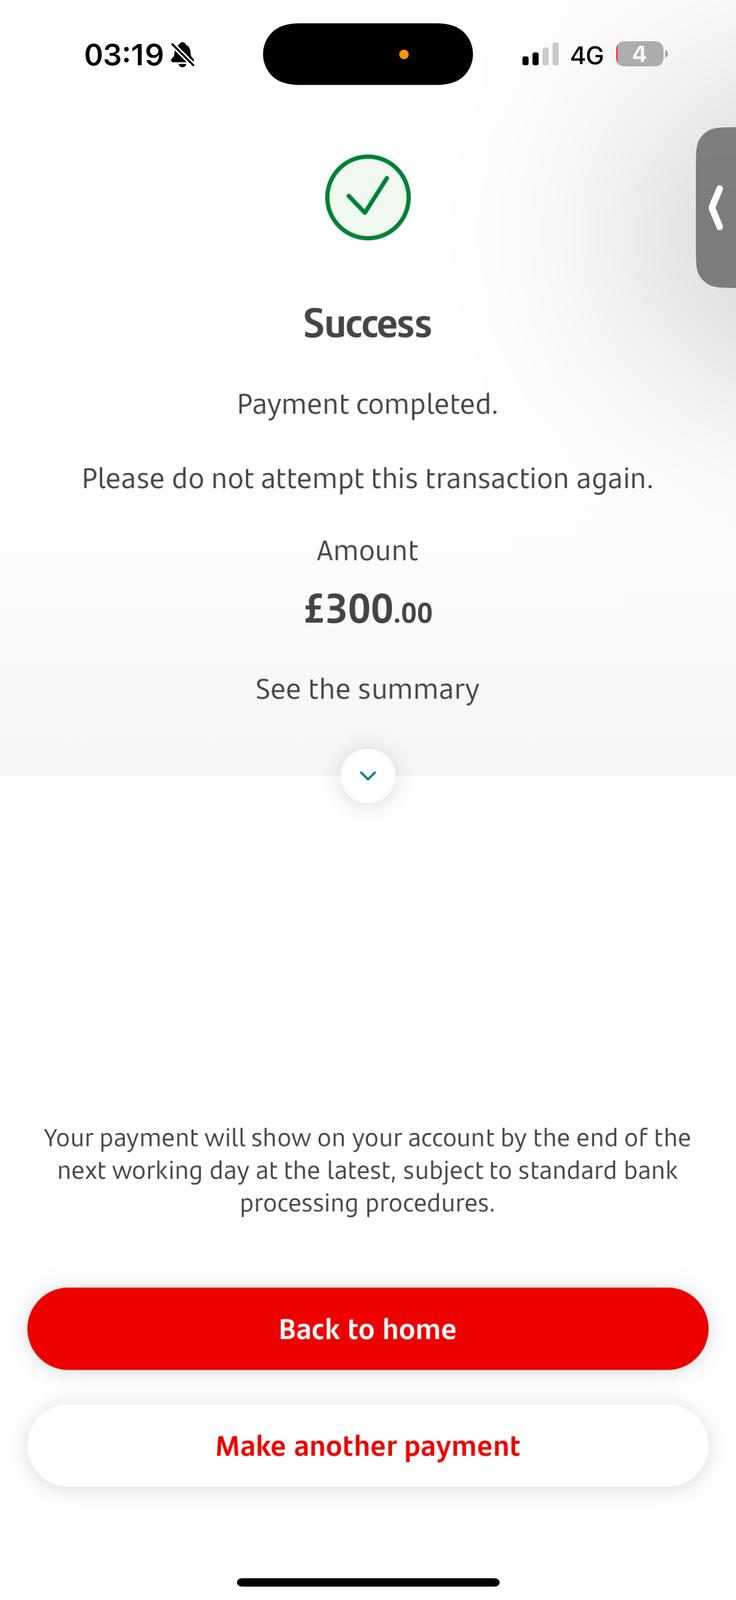 03:19 4G 4
Success
Payment completed.
Please do not attempt this transaction again.
Amount
£300.00
See the summary
Your payment will show on your account by the end of the
next working day at the latest, subject to standard bank
processing procedures.
Back to home
Make another payment